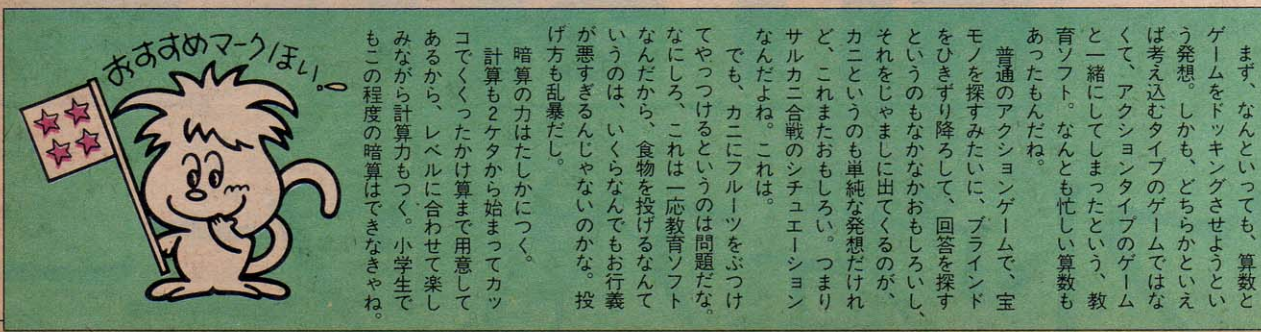 まず、なんといっても、算数と
ゲームをドッキングさせようとい
う発想。しかも、どちらかといえ
ば考え込むタイプのゲームではな
くて、アクションタイプのゲーム
と一緒にしてしまったという、教
育ソフト。なんとも忙しい算数も
あったもんだね。
普通のアクションゲームで、宝
モノを探すみたいに、ブラインド
をひきずり降ろして、回答を探す
というのもなかなかおもしろいし、
それをじゃましに出てくるのが、
カニというのも単純な発想だけれ
ど、これまたおもしろい。つまり
サルカニ合戦のシチュエーション
なんだよね。これは。
でも、カニにフルーツをぶつけ
てやっつけるというのは問題だな。
なにしろ、これは一応教育ソフト
なんだから、食物を投げるなんて
いうのは、いくらなんでもお行義
が悪すぎるんじゃないのかな。投
げ方も乱暴だし。
暗算の力はたしかにつく。
計算も2ケタから始まってカッ
コでくくったかけ算まで用意して
あるから、レベルに合わせて楽し
みながら計算力もつく。小学生で
もこの程度の暗算はできなきゃね。
おすすめマークほい!